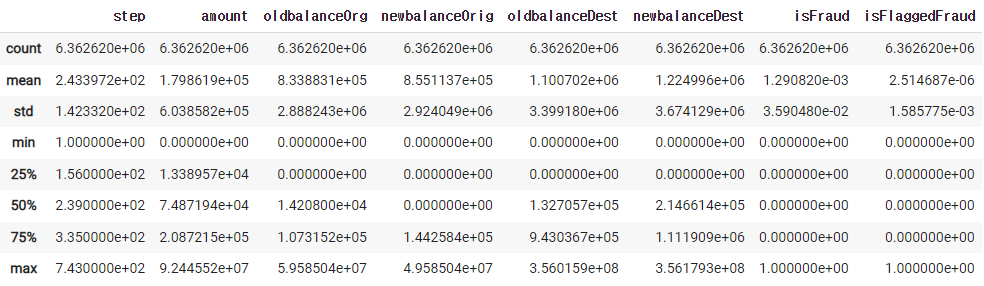 step amount oldbalanceOrg newbalanceOrig oldbalanceDest newbalanceDest isFraud isFlaggedFraud
count 6.362620e+06 6.362620e+06 6.362620e+06 6.362620e+06 6.362620e+06 6.362620e+06 6.362620e+06 6.362620e+06
mean 2.433972e+02 1.798619e+05 8.338831e+05 8.551137e+05 1.100702e+06 1.224996e+06 1.290820e-03 2.514687e-06
std 1.423320e+02 6.038582e+05 2.888243e+06 2.924049e+06 3.399180e+06 3.674129e+06 3.590480e-02 1.585775e-03
min 1.000000e+00 0.000000e+00 0.000000e+00 0.000000e+00 0.000000e+00 0.000000e+00 0.000000e+00 0.000000e+00
25% 1.560000e+02 1.338957e+04 0.000000e+00 0.000000e+00 0.000000e+00 0.000000e+00 0.000000e+00 0.000000e+00
50% 2.390000e+02 7.487194e+04 1.420800e+04 0.000000e+00 1.327057e+05 2.146614e+05 0.000000e+00 0.000000e+00
75% 3.350000e+02 2.087215e+05 1.073152e+05 1.442584e+05 9.430367e+05 1.111909e+06 0.000000e+00 0.000000e+00
max 7.430000e+02 9.244552e+07 5.958504e+07 4.958504e+07 3.560159e+08 3.561793e+08 1.000000e+00 1.000000e+00